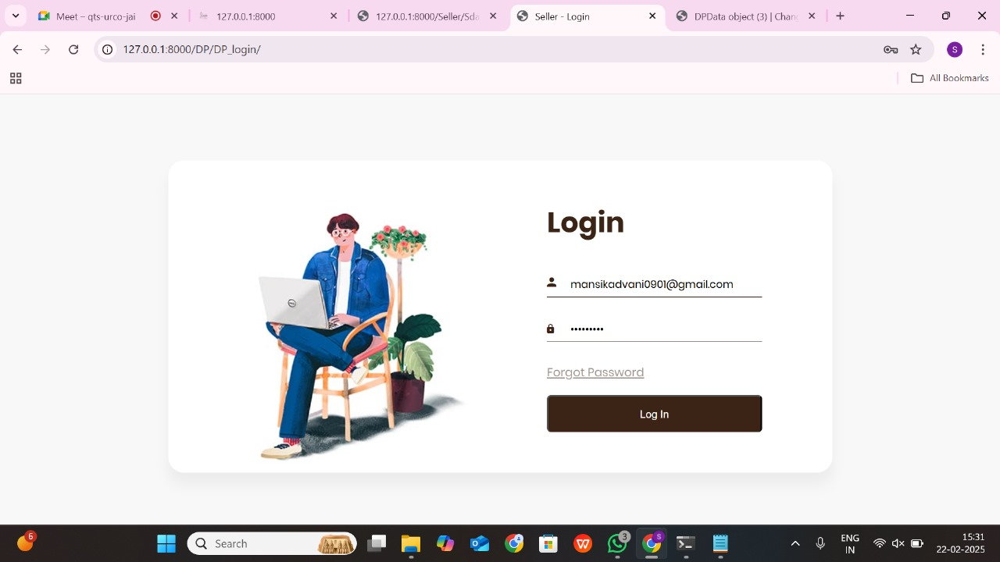 Meet – qts-urco-jai
127.0.0.1:8000
127.0.0.1:8000/Seller/Sda
Seller - Login
DPData object (3) | Chan
127.0.0.1:8000/DP/DP_login/
S
All Bookmarks
Login
mansikadvani0901@gmail.com
•••••••••
DELL
Forgot Password
Log In
6
Search
W
3
S
ENG
IN
15:31
22-02-2025